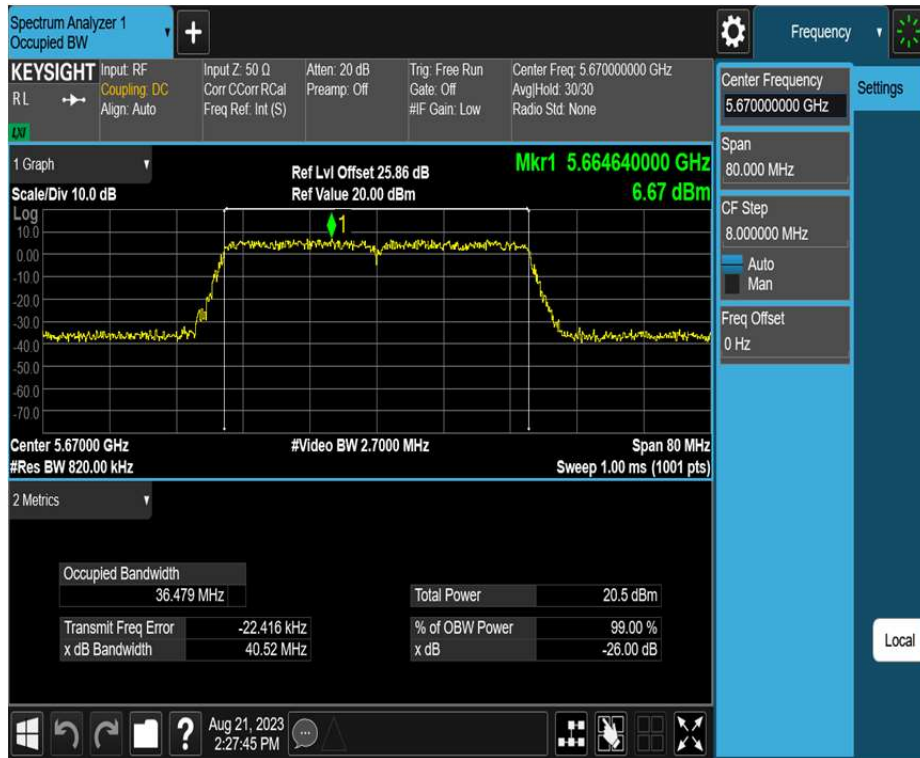 Spectrum Analyzer 1
Occupied BW
+
Frequency
KEYSIGHT
R L
LXI
Input: RF
Coupling: DC
Align: Auto
Input Z: 50 Ω
Corr CCorr RCal
Freq Ref: Int (S)
Atten: 20 dB
Preamp: Off
Trig: Free Run
Gate: Off
#IF Gain: Low
Center Freq: 5.670000000 GHz
Avg|Hold: 30/30
Radio Std: None
Center Frequency
5.670000000 GHz
Settings
Span
80.000 MHz
CF Step
8.000000 MHz
Auto
Man
Freq Offset
0 Hz
1 Graph
Scale/Div 10.0 dB
Ref Lvl Offset 25.86 dB
Ref Value 20.00 dBm
Mkr1 5.664640000 GHz
6.67 dBm
Log
1
10.0
0.00
-10.0
-20.0
-30.0
-40.0
-50.0
-60.0
-70.0
Center 5.67000 GHz
#Video BW 2.7000 MHz
Span 80 MHz
#Res BW 820.00 kHz
Sweep 1.00 ms (1001 pts)
2 Metrics
Occupied Bandwidth
36.479 MHz
Total Power 20.5 dBm
Transmit Freq Error -22.416 kHz
% of OBW Power 99.00 %
x dB Bandwidth 40.52 MHz
x dB -26.00 dB
Local
?
Aug 21, 2023
2:27:45 PM